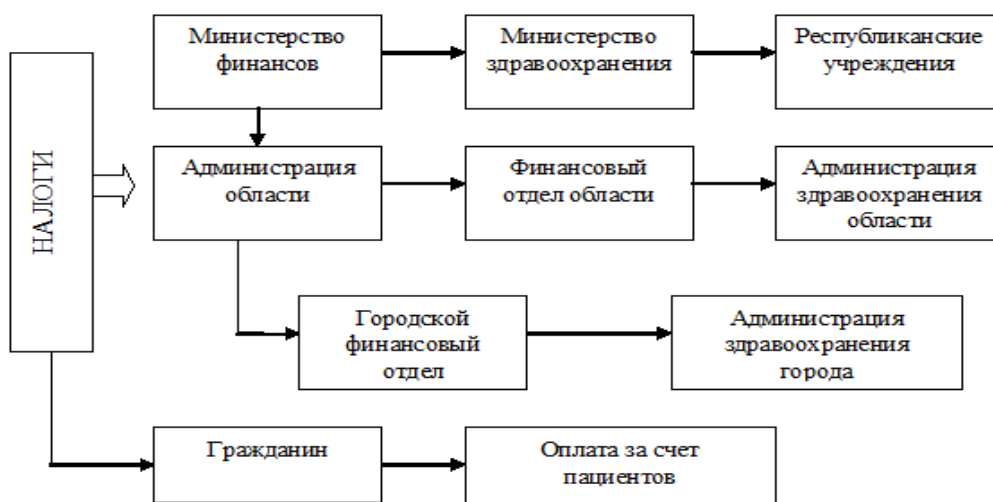 НАЛОГИ
Министерство
финансов
Министерство
здравоохранения
Республиканские
учреждения
Администрация
области
Финансовый
отдел области
Администрация
здравоохранения
области
Городской
финансовый
отдел
Администрация
здравоохранения
города
Гражданин
Оплата за счет
пациентов